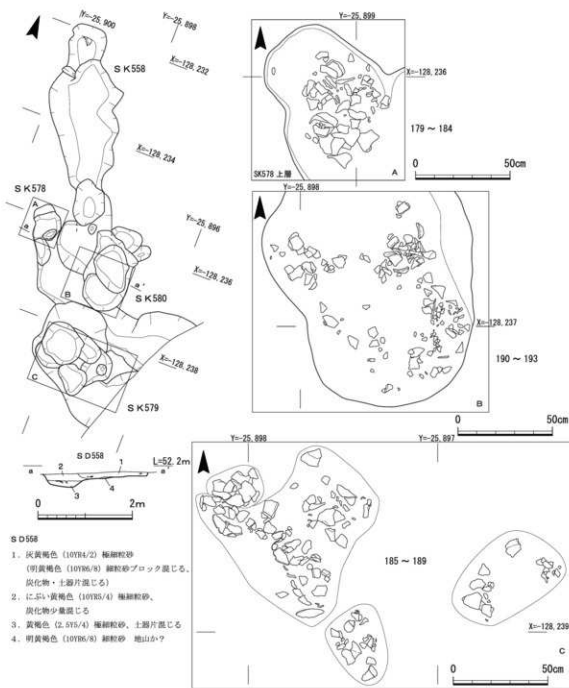 Y=-25,900
Y=-25,898
SK558
X=-128,232
X=-128,234
SK578
A
a
Y=-25,896
B
a'
X=-128,236
SK580
X=-128,238
C
SK579
Y=-25,899
X=-128,236
179～184
SK578 上層
A
0 50cm
Y=-25,898
X=-128,237
190～193
B
0 50cm
Y=-25,898
Y=-25,897
185～189
X=-128,239
C
0 50cm
SD558
L=52.2m
a
2
1
a'
3
4
0 2m
SD558
1. 灰黄褐色 (10YR4/2) 極細粒砂
(明黄褐色 (10YR6/8) 細粒砂ブロック混じる、
炭化物・土器片混じる)
2. にぶい黄褐色 (10YR5/4) 極細粒砂、
炭化物少量混じる
3. 黄褐色 (2.5Y5/4) 極細粒砂、土器片混じる
4. 明黄褐色 (10YR6/8) 細粒砂 地山か？